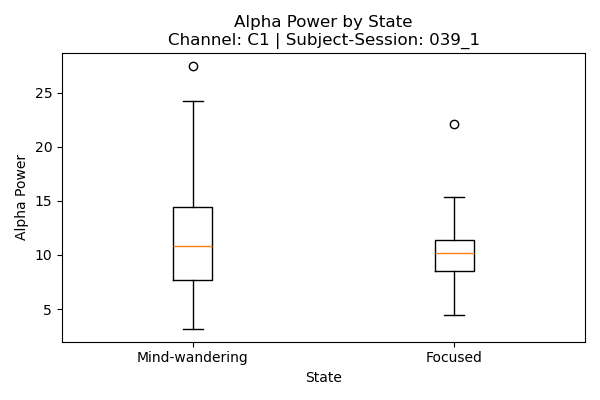 Alpha Power by State
Channel: C1 | Subject-Session: 039_1
Alpha Power
25
20
15
10
5
Mind-wandering
Focused
State